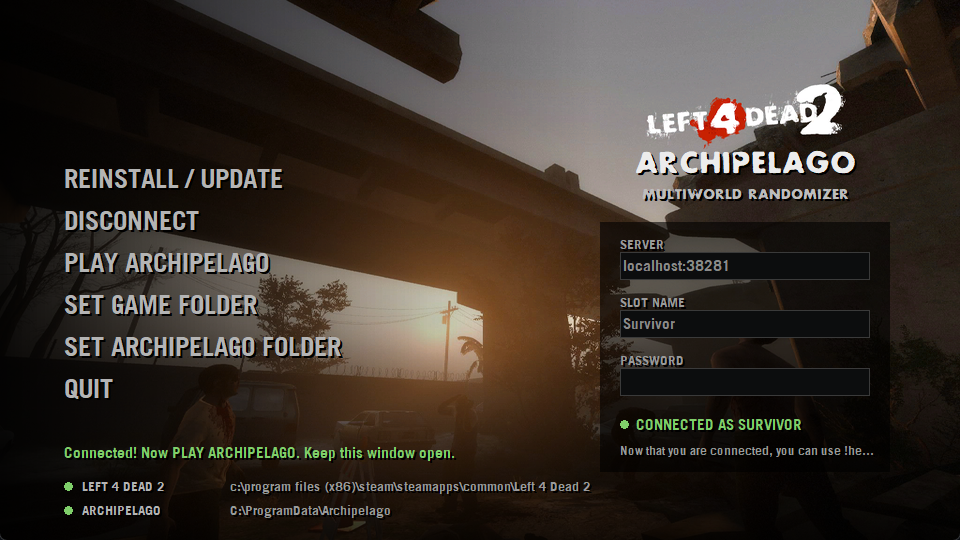 LEFT 4 DEAD 2
ARCHIPELAGO
MULTIWORLD RANDOMIZER
REINSTALL / UPDATE
DISCONNECT
PLAY ARCHIPELAGO
SET GAME FOLDER
SET ARCHIPELAGO FOLDER
QUIT
SERVER
localhost:38281
SLOT NAME
Survivor
PASSWORD
CONNECTED AS SURVIVOR
Now that you are connected, you can use !he...
Connected! Now PLAY ARCHIPELAGO. Keep this window open.
LEFT 4 DEAD 2 c:\program files (x86)\steam\steamapps\common\Left 4 Dead 2
ARCHIPELAGO C:\ProgramData\Archipelago